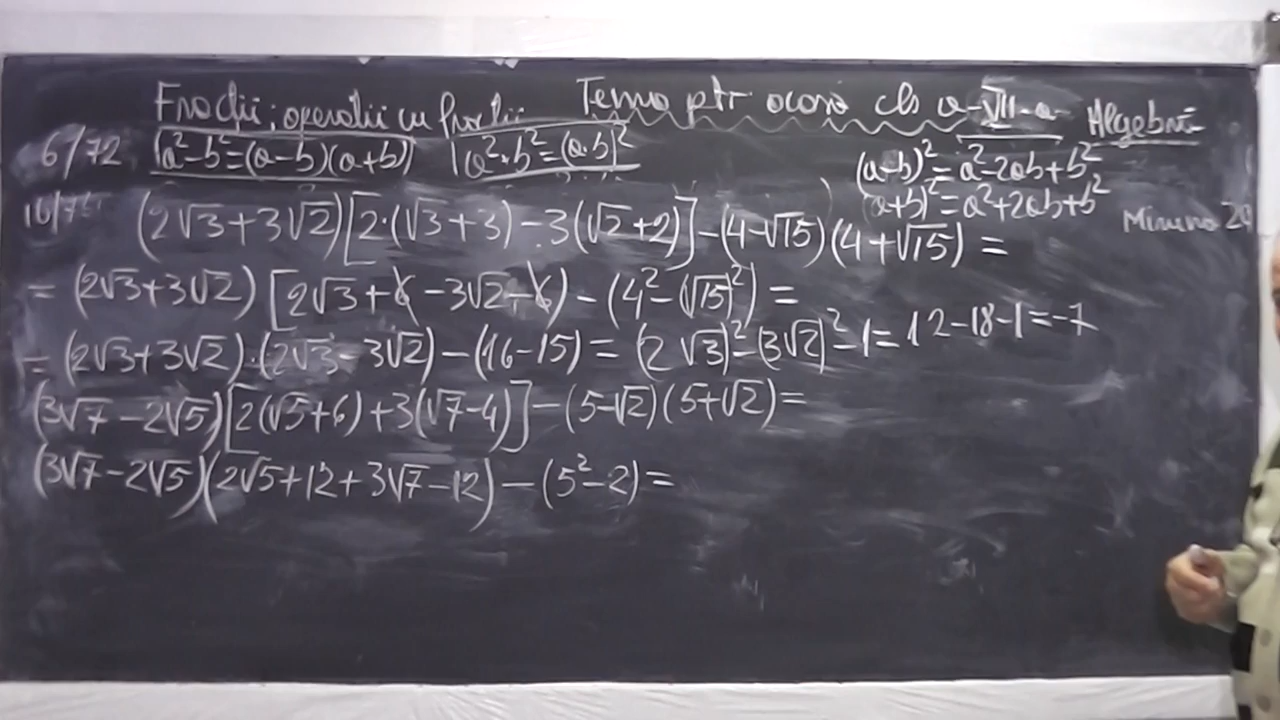 Fracții; operații cu fracții Tema ptr. acasă cls a-VII-a Algebră
6/72 a²-b²=(a-b)(a+b) a²·b²=(a·b)² (a-b)²=a²-2ab+b²
(a+b)²=a²+2ab+b²
(2√3+3√2)[2·(√3+3)-3(√2+2)]-(4-√15)(4+√15)=
=(2√3+3√2)[2√3+6-3√2-6)-(4²-(√15)²)=
=(2√3+3√2)·(2√3-3√2)-(16-15)=(2√3)²-(3√2)²-1=12-18-1=-7
(3√7-2√5)[2(√5+6)+3(√7-4)]-(5-√2)(5+√2)=
(3√7-2√5)(2√5+12+3√7-12)-(5²-2)=